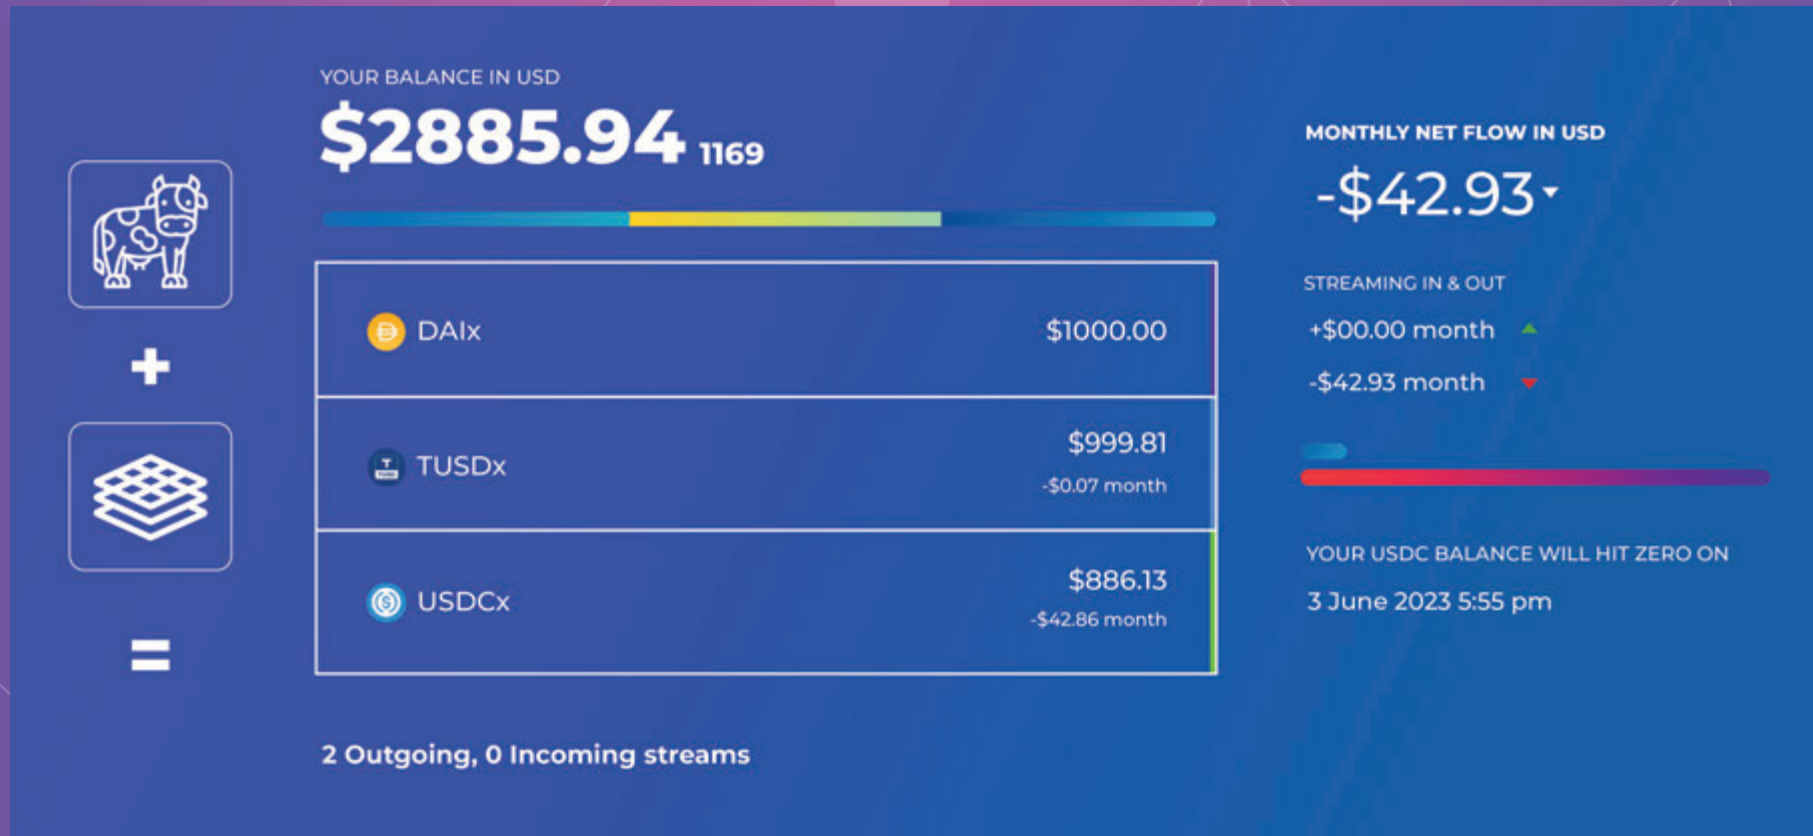 YOUR BALANCE IN USD
$2885.94 1169
DAIx $1000.00
TUSDx $999.81
-$0.07 month
USDCx $886.13
-$42.86 month
2 Outgoing, 0 Incoming streams
MONTHLY NET FLOW IN USD
-$42.93
STREAMING IN & OUT
+$00.00 month
-$42.93 month
YOUR USDC BALANCE WILL HIT ZERO ON
3 June 2023 5:55 pm